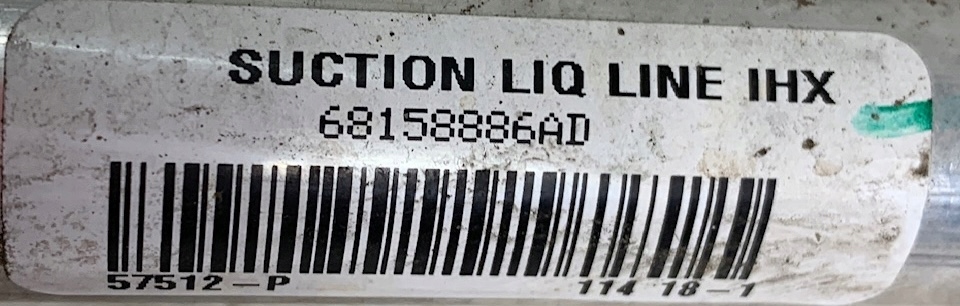 SUCTION LIQ LINE IHX
68158886AD
57512-P 114 18-1